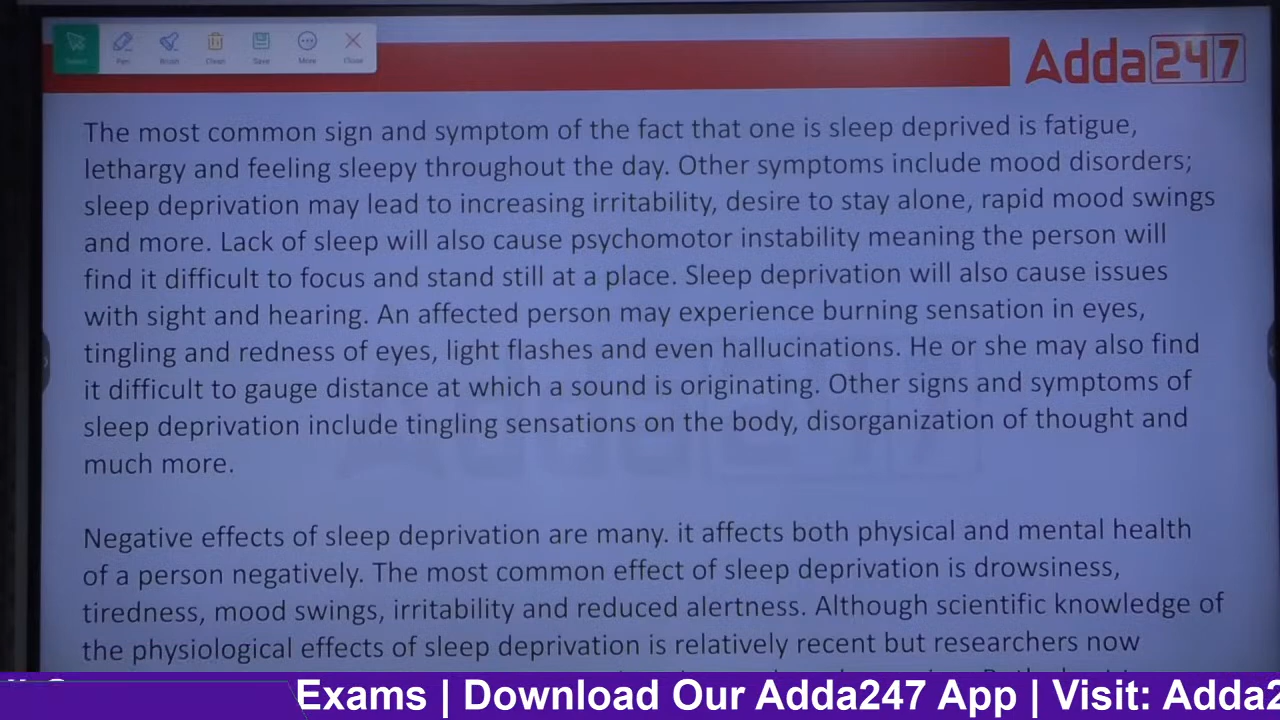 Select Pen Brush Clean Save More Close
Adda247
The most common sign and symptom of the fact that one is sleep deprived is fatigue,
lethargy and feeling sleepy throughout the day. Other symptoms include mood disorders;
sleep deprivation may lead to increasing irritability, desire to stay alone, rapid mood swings
and more. Lack of sleep will also cause psychomotor instability meaning the person will
find it difficult to focus and stand still at a place. Sleep deprivation will also cause issues
with sight and hearing. An affected person may experience burning sensation in eyes,
tingling and redness of eyes, light flashes and even hallucinations. He or she may also find
it difficult to gauge distance at which a sound is originating. Other signs and symptoms of
sleep deprivation include tingling sensations on the body, disorganization of thought and
much more.
Negative effects of sleep deprivation are many. it affects both physical and mental health
of a person negatively. The most common effect of sleep deprivation is drowsiness,
tiredness, mood swings, irritability and reduced alertness. Although scientific knowledge of
the physiological effects of sleep deprivation is relatively recent but researchers now
Exams | Download Our Adda247 App | Visit: Adda2